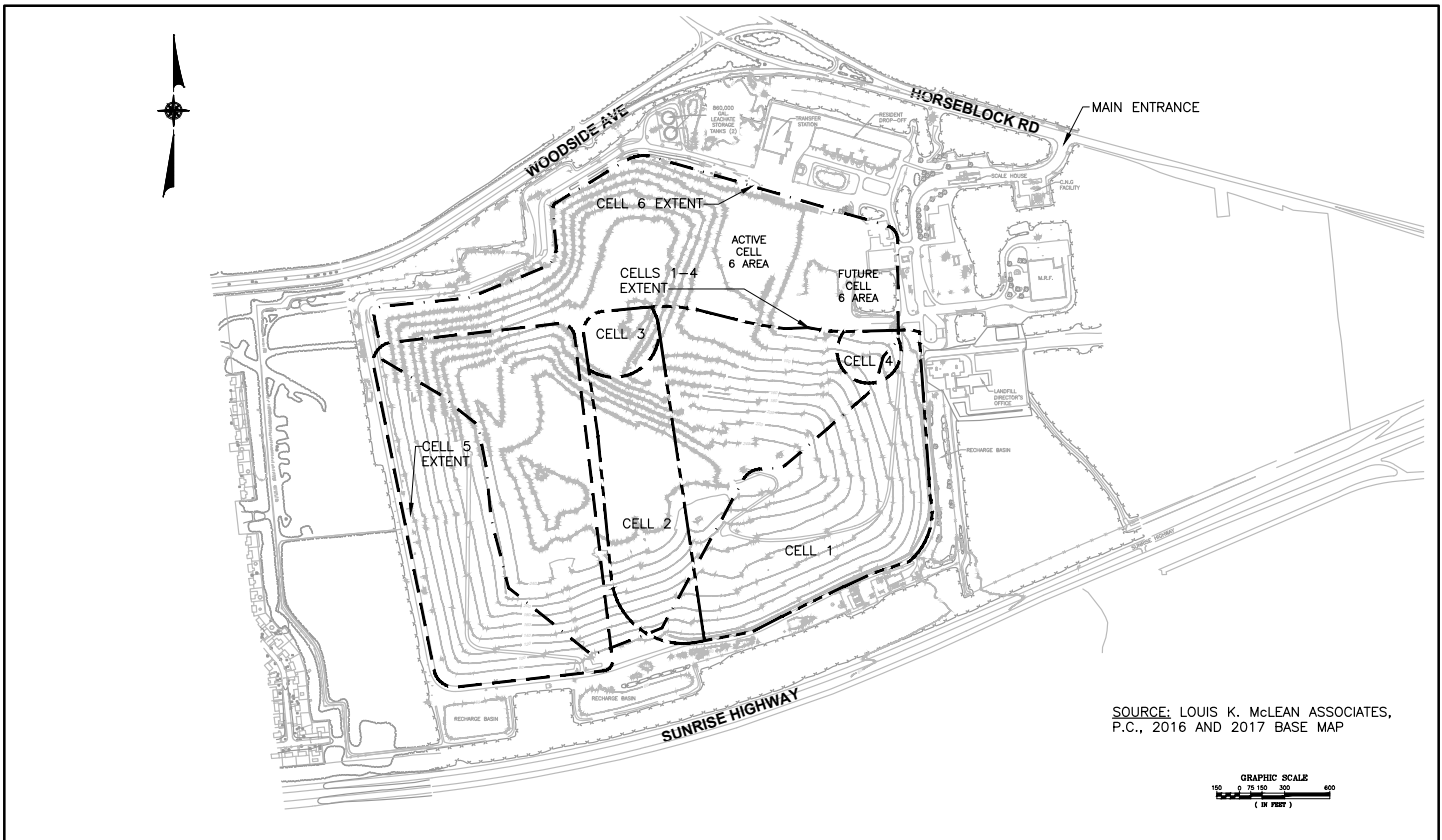 860,000
GAL.
LEACHATE
STORAGE
TANKS (2)
TRANSFER
STATION
RESIDENT
DROP-OFF
HORSEBLOCK RD
MAIN ENTRANCE
WOODSIDE AVE
SCALE HOUSE
C.N.G
FACILITY
CELL 6 EXTENT
ACTIVE
CELL
6 AREA
CELLS 1-4
EXTENT
FUTURE
CELL
6 AREA
M.R.F.
CELL 3
CELL 4
LANDFILL
DIRECTOR'S
OFFICE
CELL 5
EXTENT
RECHARGE BASIN
CELL 2
CELL 1
SUNRISE HIGHWAY
RECHARGE BASIN
RECHARGE BASIN
SUNRISE HIGHWAY
SOURCE: LOUIS K. McLEAN ASSOCIATES,
P.C., 2016 AND 2017 BASE MAP
GRAPHIC SCALE
150 0 75 150 300 600
( IN FEET )